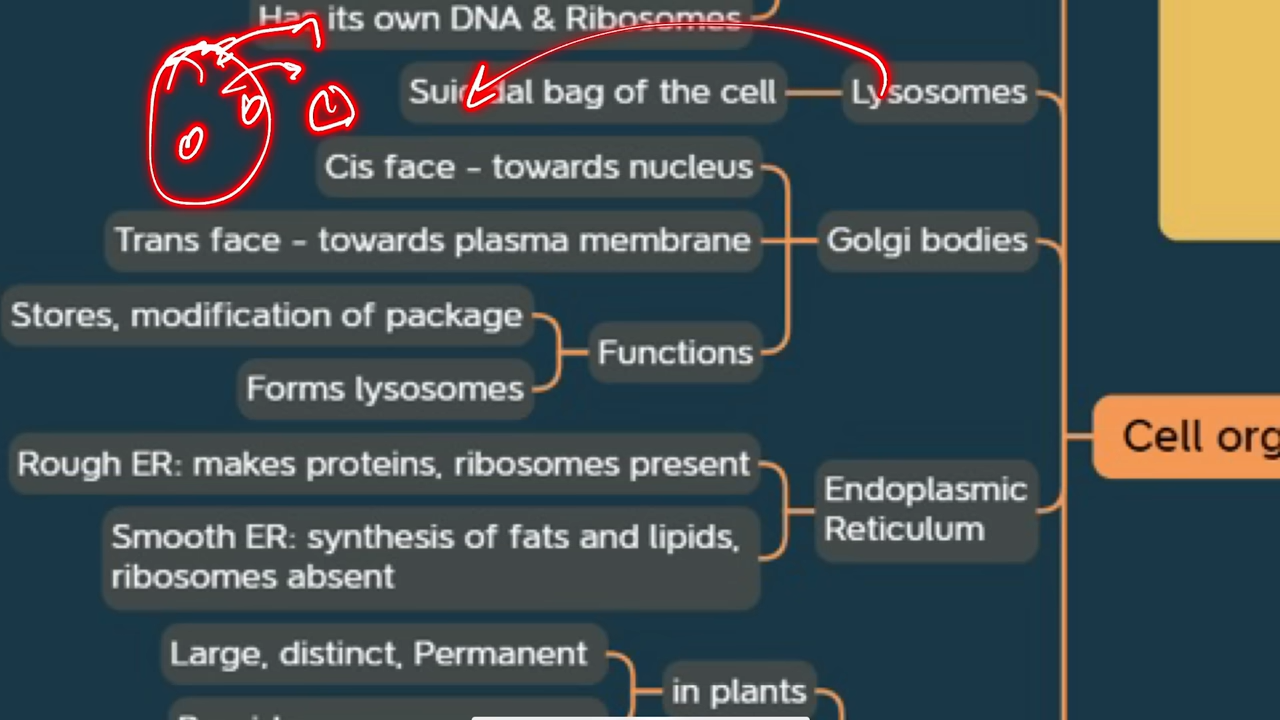 Has its own DNA & Ribosomes
Suicidal bag of the cell
Lysosomes
Cis face - towards nucleus
Trans face - towards plasma membrane
Golgi bodies
Stores, modification of package
Functions
Forms lysosomes
Rough ER: makes proteins, ribosomes present
Endoplasmic
Reticulum
Smooth ER: synthesis of fats and lipids,
ribosomes absent
Cell org
Large, distinct, Permanent
in plants